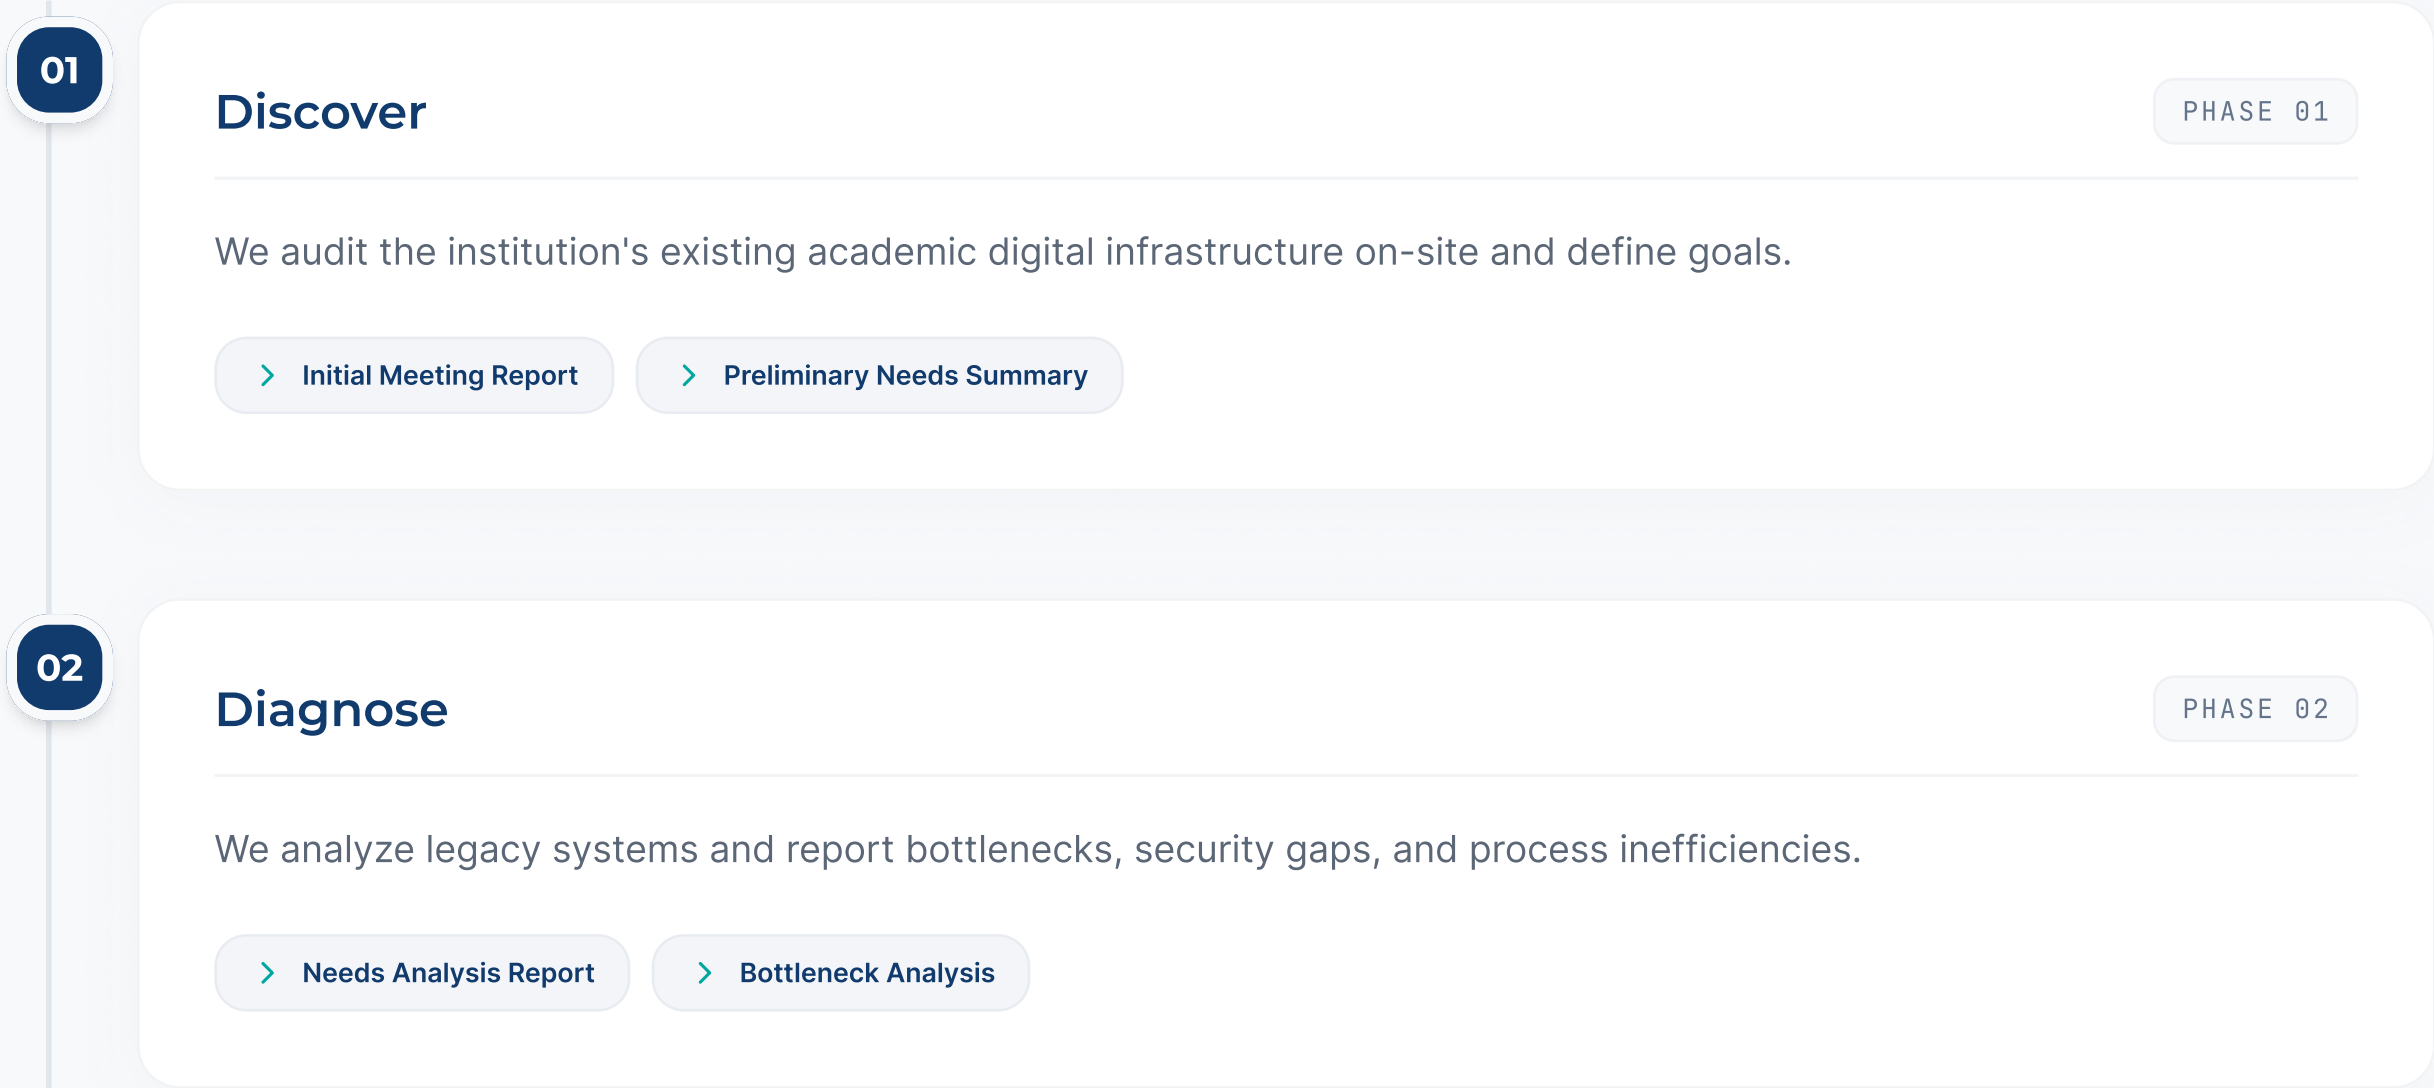 01
Discover
PHASE 01
We audit the institution's existing academic digital infrastructure on-site and define goals.
Initial Meeting Report
Preliminary Needs Summary
02
Diagnose
PHASE 02
We analyze legacy systems and report bottlenecks, security gaps, and process inefficiencies.
Needs Analysis Report
Bottleneck Analysis